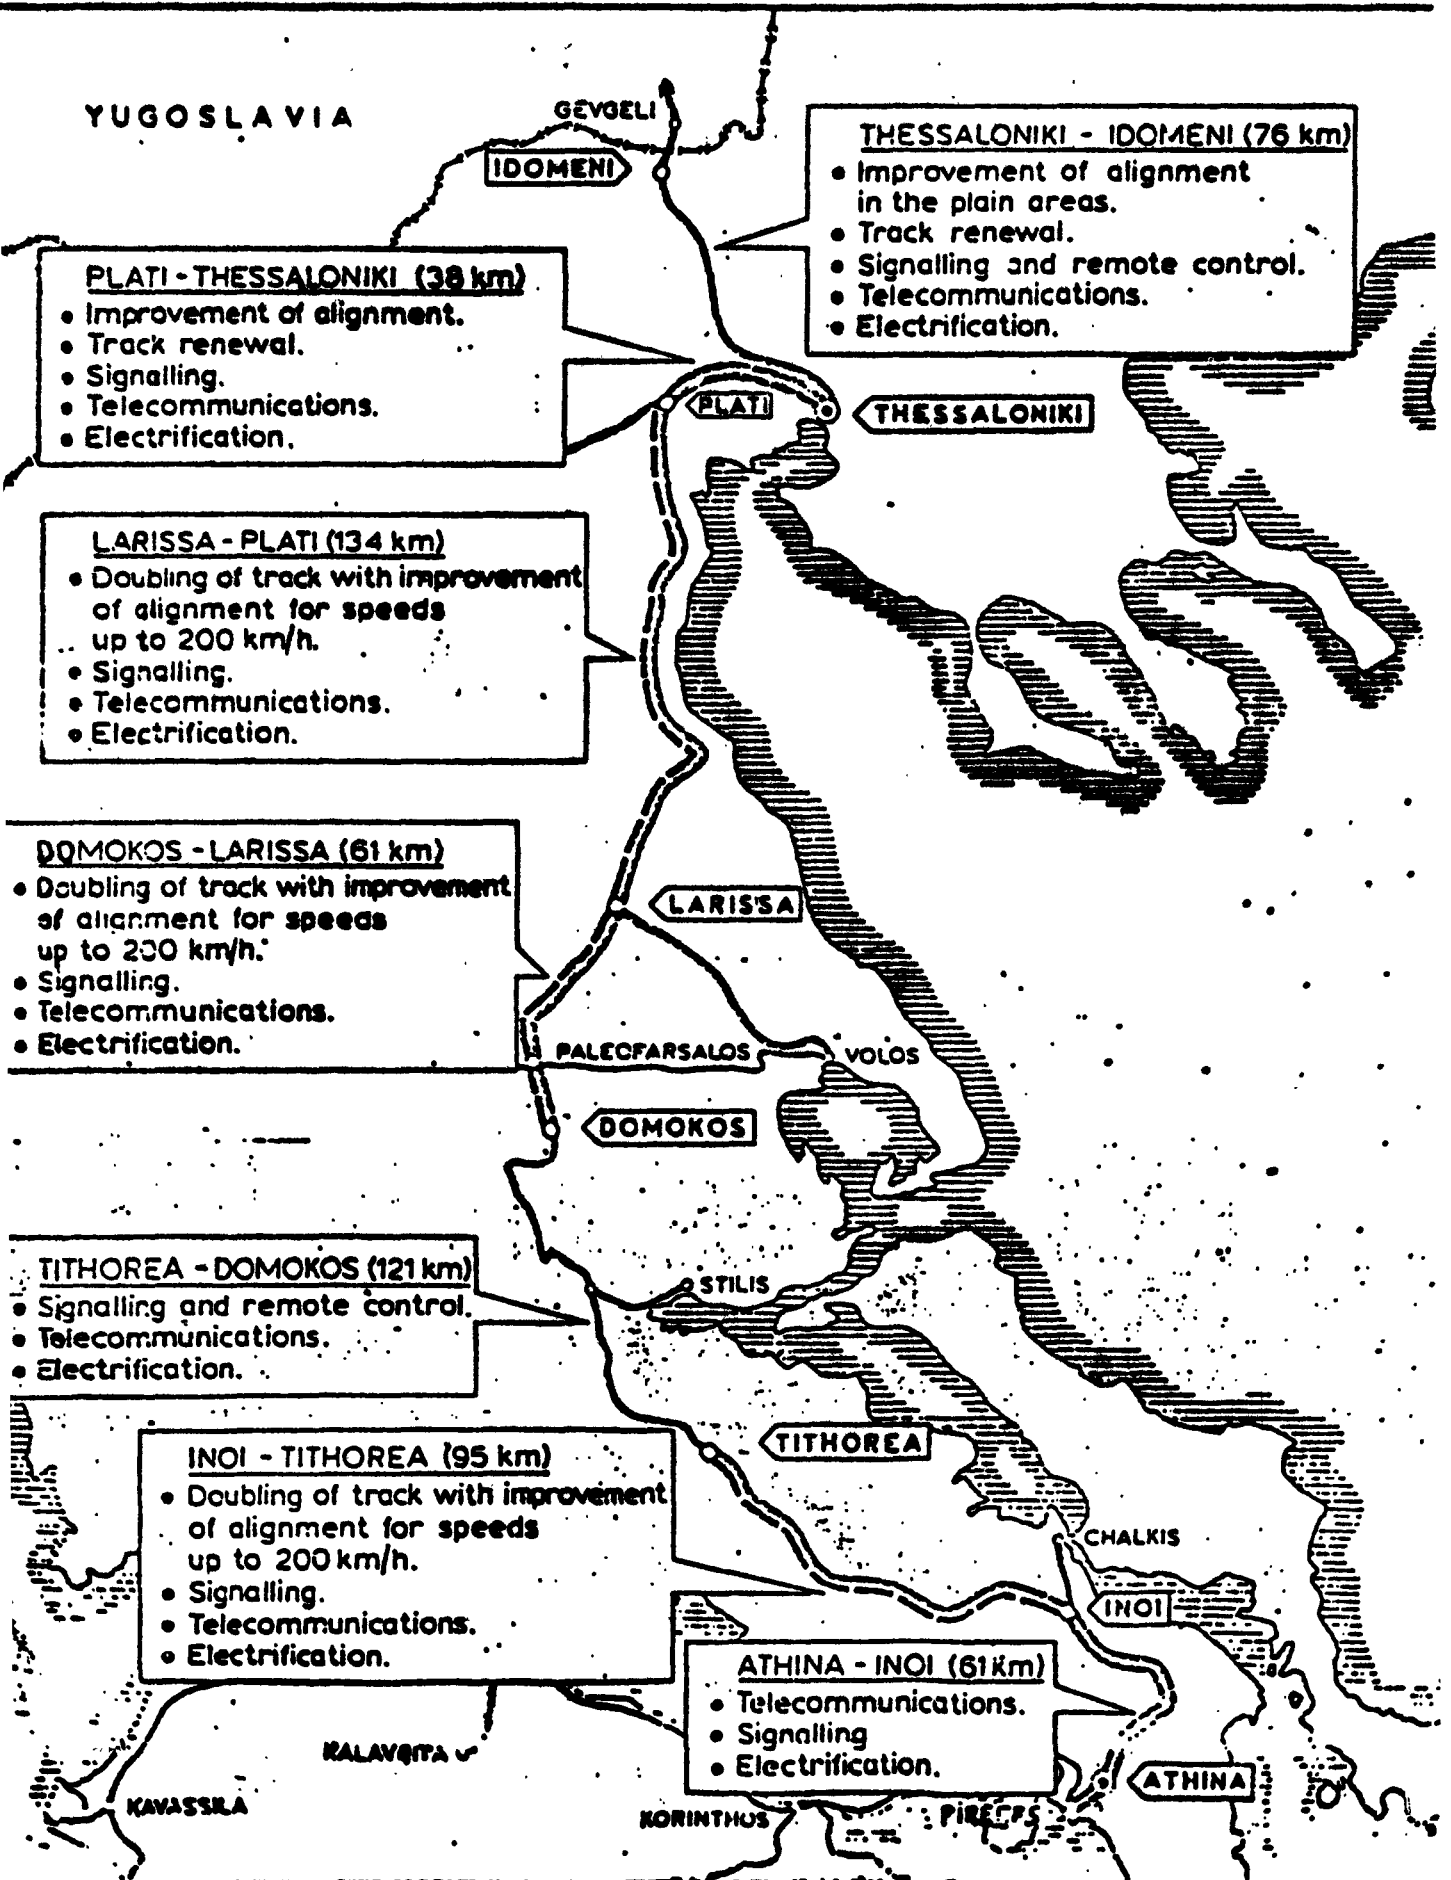 YUGOSLAVIA
GEVGELI
IDOMENI
THESSALONIKI - IDOMENI (76 km)
• Improvement of alignment
in the plain areas.
• Track renewal.
• Signalling and remote control.
• Telecommunications.
• Electrification.
PLATI - THESSALONIKI (38 km)
• Improvement of alignment.
• Track renewal.
• Signalling.
• Telecommunications.
• Electrification.
PLATI
THESSALONIKI
LARISSA - PLATI (134 km)
• Doubling of track with improvement
of alignment for speeds
up to 200 km/h.
• Signalling.
• Telecommunications.
• Electrification.
DOMOKOS - LARISSA (61 km)
• Doubling of track with improvement
of alignment for speeds
up to 200 km/h.
• Signalling.
• Telecommunications.
• Electrification.
LARISSA
PALEOFARSALOS
VOLOS
DOMOKOS
TITHOREA - DOMOKOS (121 km)
• Signalling and remote control.
• Telecommunications.
• Electrification.
STILIS
TITHOREA
INOI - TITHOREA (95 km)
• Doubling of track with improvement
of alignment for speeds
up to 200 km/h.
• Signalling.
• Telecommunications.
• Electrification.
CHALKIS
INOI
ATHINA - INOI (61 Km)
• Telecommunications.
• Signalling
• Electrification.
KALAVRITA
ATHINA
KAVASSILA
KORINTHOS
PIREEFS